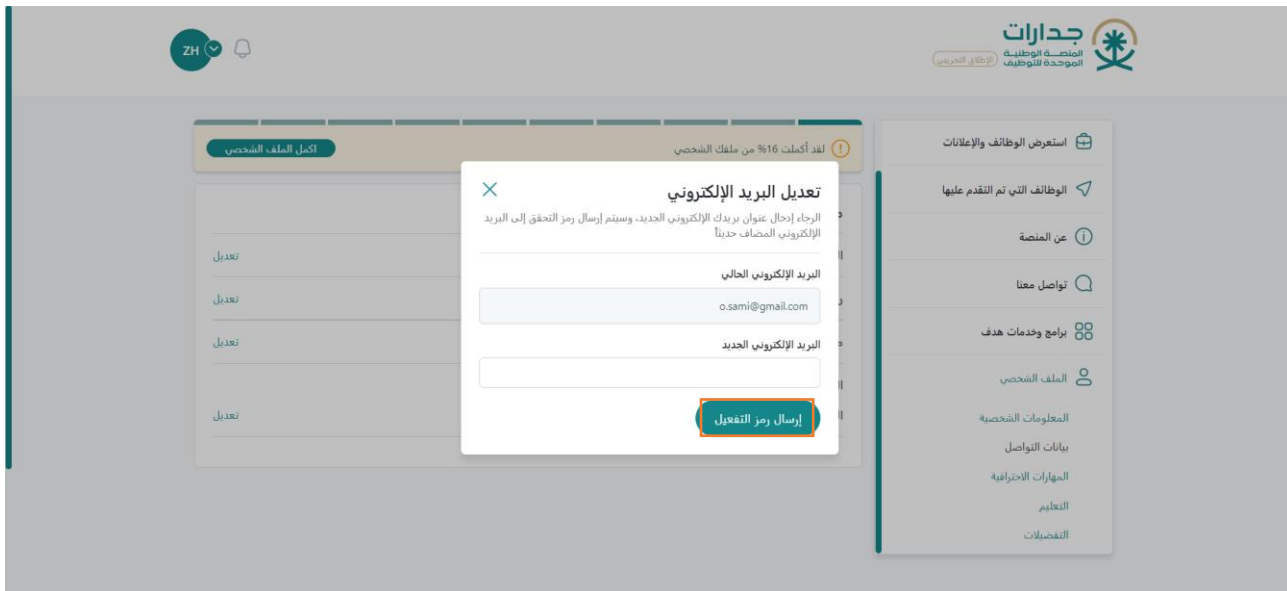 جدارات
المنصة الوطنية
الموحدة للتوظيف
الإطلاق التجريبي
ZH
استعرض الوظائف والإعلانات
الوظائف التي تم التقدم عليها
عن المنصة
تواصل معنا
برامج وخدمات هدف
الملف الشخصي
المعلومات الشخصية
بيانات التواصل
المهارات الاحترافية
التعليم
التفضيلات
لقد أكملت 16% من ملفك الشخصي
اكمل الملف الشخصي
تعديل البريد الإلكتروني
الرجاء إدخال عنوان بريدك الإلكتروني الجديد، وسيتم إرسال رمز التحقق إلى البريد
الإلكتروني المضاف حديثاً
البريد الإلكتروني الحالي
o.sami@gmail.com
البريد الإلكتروني الجديد
إرسال رمز التفعيل
تعديل
تعديل
تعديل
تعديل